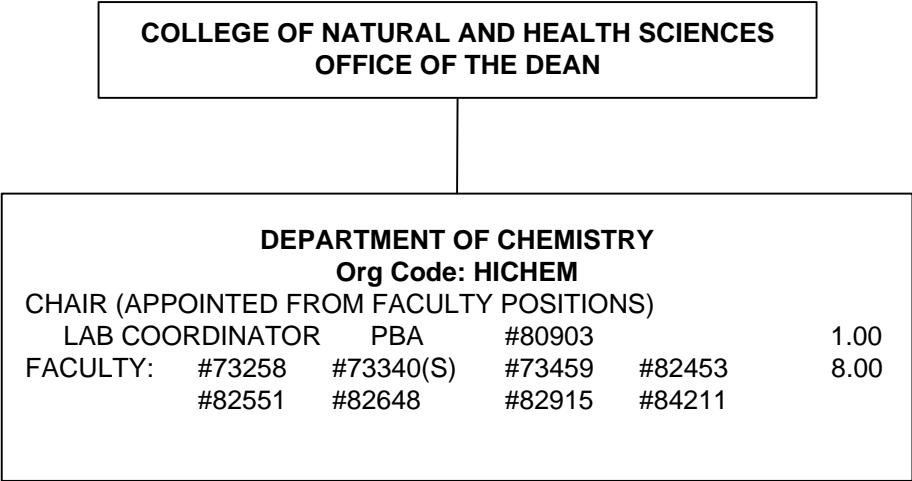 COLLEGE OF NATURAL AND HEALTH SCIENCES
OFFICE OF THE DEAN
DEPARTMENT OF CHEMISTRY
Org Code: HICHEM
CHAIR (APPOINTED FROM FACULTY POSITIONS)
LAB COORDINATOR PBA #80903 1.00
FACULTY: #73258 #73340(S) #73459 #82453 8.00
#82551 #82648 #82915 #84211